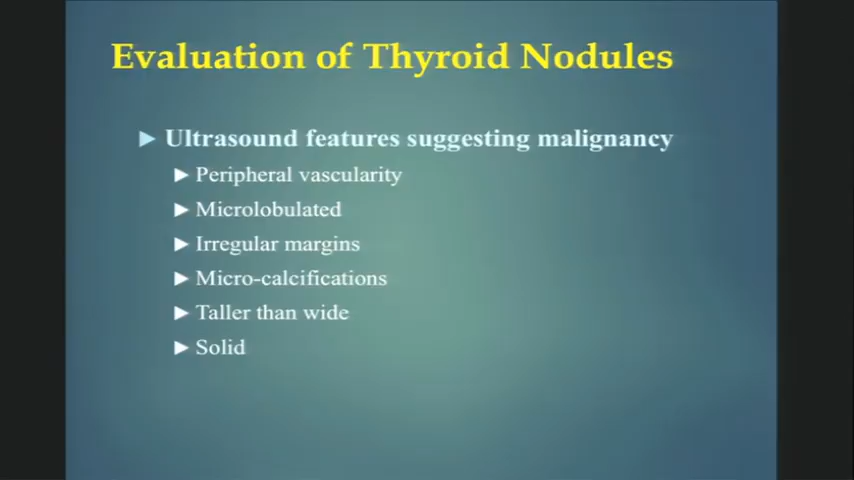 Evaluation of Thyroid Nodules
Ultrasound features suggesting malignancy
Peripheral vascularity
Microlobulated
Irregular margins
Micro-calcifications
Taller than wide
Solid